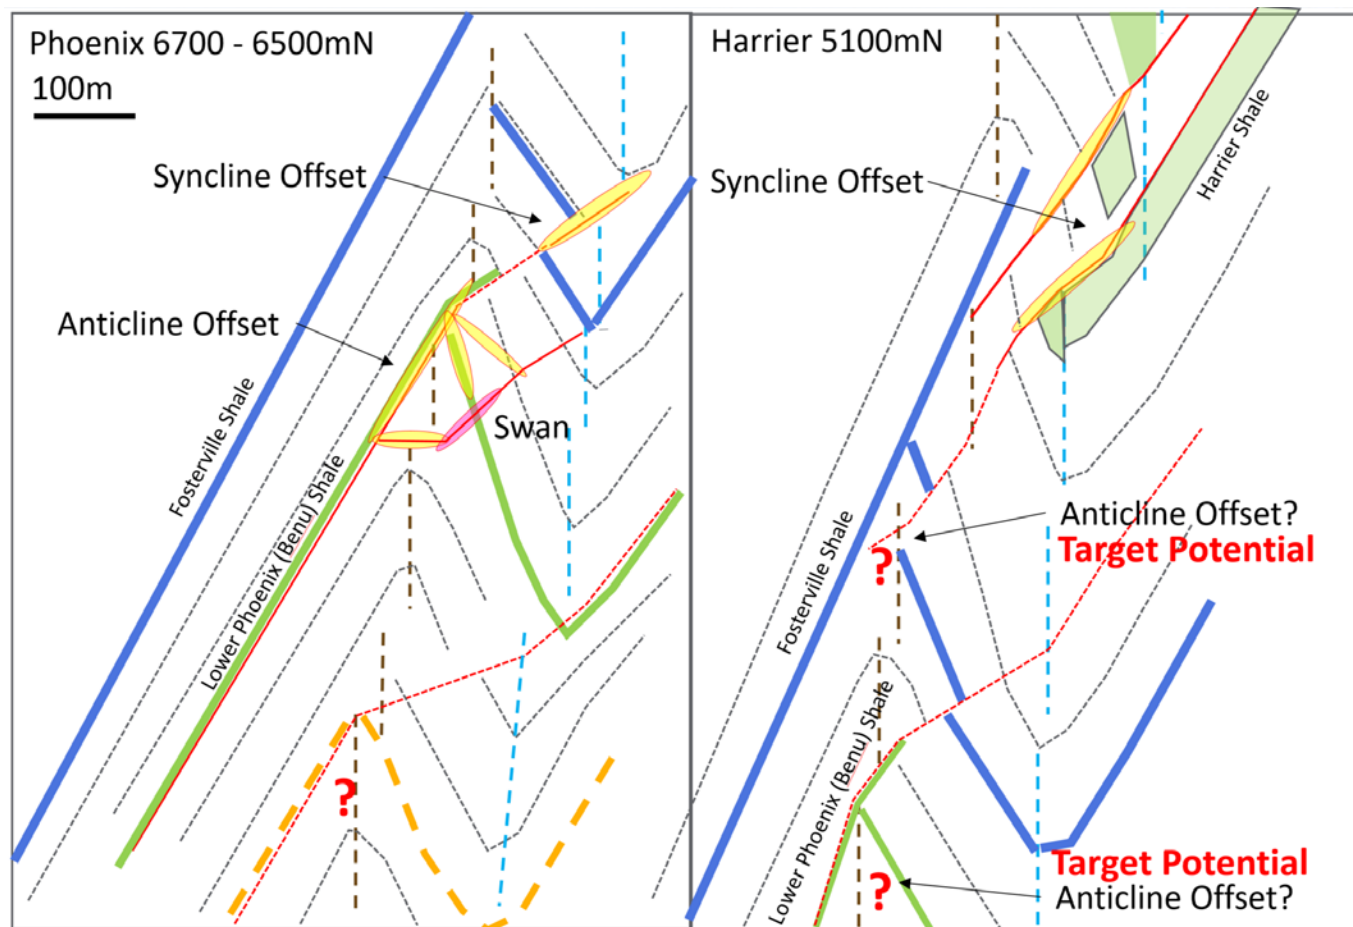 Phoenix 6700 - 6500mN
100m
Syncline Offset
Anticline Offset
Fosterville Shale
Lower Phoenix (Benu) Shale
Swan
?
Harrier 5100mN
Harrier Shale
Syncline Offset
Fosterville Shale
Anticline Offset?
Target Potential
?
Lower Phoenix (Benu) Shale
Target Potential
Anticline Offset?
?